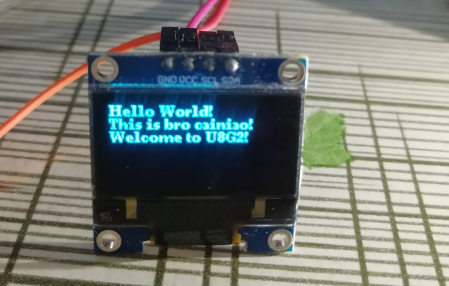 GND VCC SCL SDA
Hello World!
This is bro cainiao!
Welcome to U8G2!